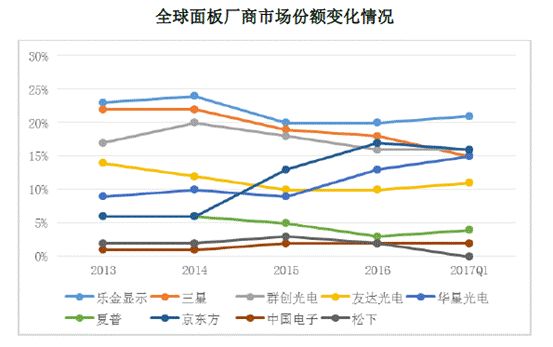 全球面板厂商市场份额变化情况
30%
25%
20%
15%
10%
5%
0%
2013 2014 2015 2016 2017Q1
乐金显示 三星 群创光电 友达光电 华星光电
夏普 京东方 中国电子 松下